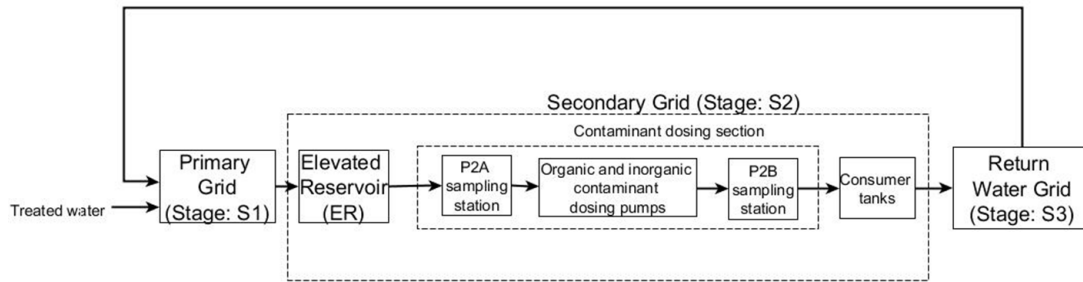 Secondary Grid (Stage: S2)
Contaminant dosing section
Treated water
Primary
Grid
(Stage: S1)
Elevated
Reservoir
(ER)
P2A
sampling
station
Organic and inorganic
contaminant
dosing pumps
P2B
sampling
station
Consumer
tanks
Return
Water Grid
(Stage: S3)